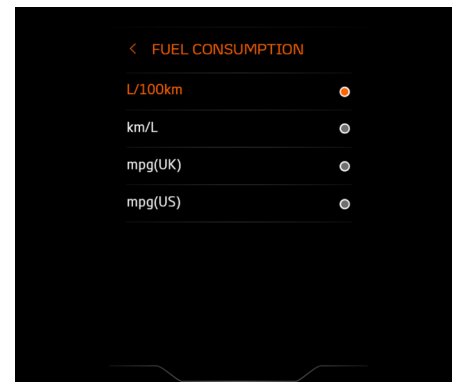 < FUEL CONSUMPTION
L/100km
km/L
mpg(UK)
mpg(US)